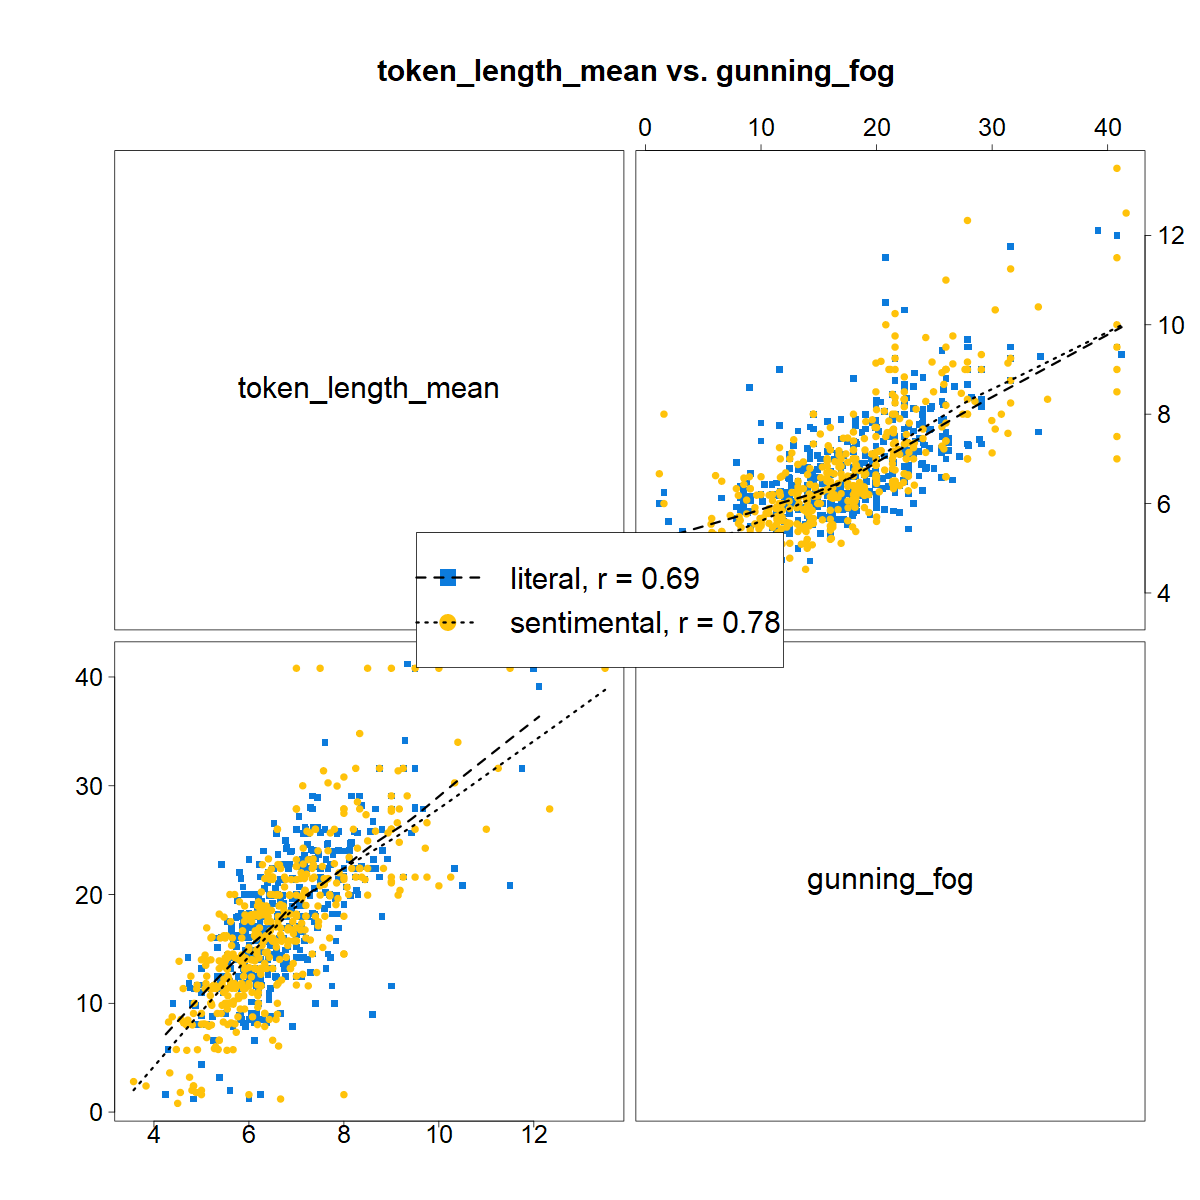 token_length_mean vs. gunning_fog
0 10 20 30 40
token_length_mean
12
10
8
6
4
literal, r = 0.69
sentimental, r = 0.78
40
30
20
10
0
gunning_fog
4 6 8 10 12